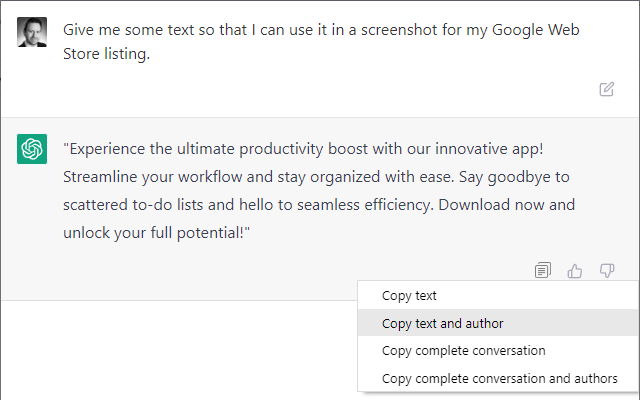 Give me some text so that I can use it in a screenshot for my Google Web
Store listing.
"Experience the ultimate productivity boost with our innovative app!
Streamline your workflow and stay organized with ease. Say goodbye to
scattered to-do lists and hello to seamless efficiency. Download now and
unlock your full potential!"
Copy text
Copy text and author
Copy complete conversation
Copy complete conversation and authors